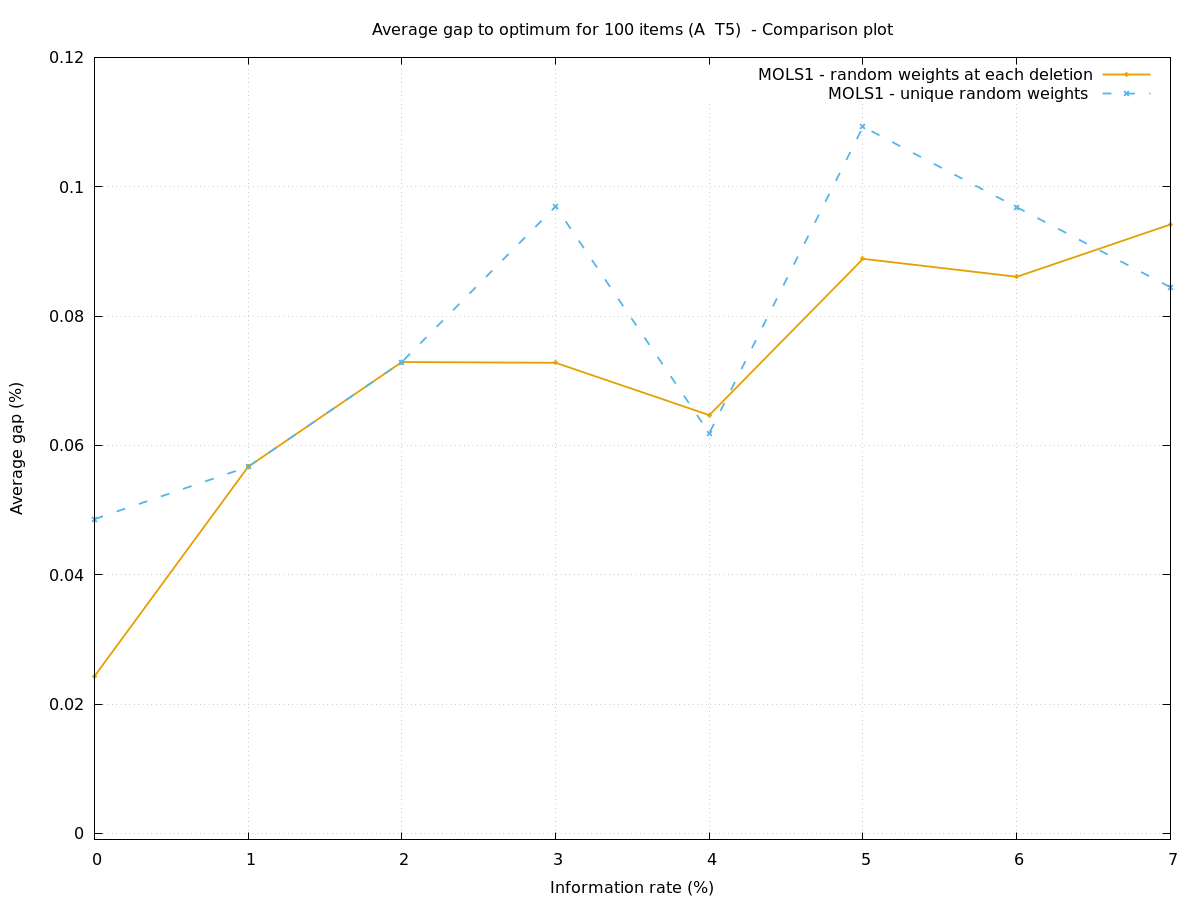 Average gap to optimum for 100 items (A  T5)  - Comparison plot
MOLS1 - random weights at each deletion
MOLS1 - unique random weights
0.12
0.1
0.08
0.06
0.04
0.02
0
Average gap (%)
0 1 2 3 4 5 6 7
Information rate (%)